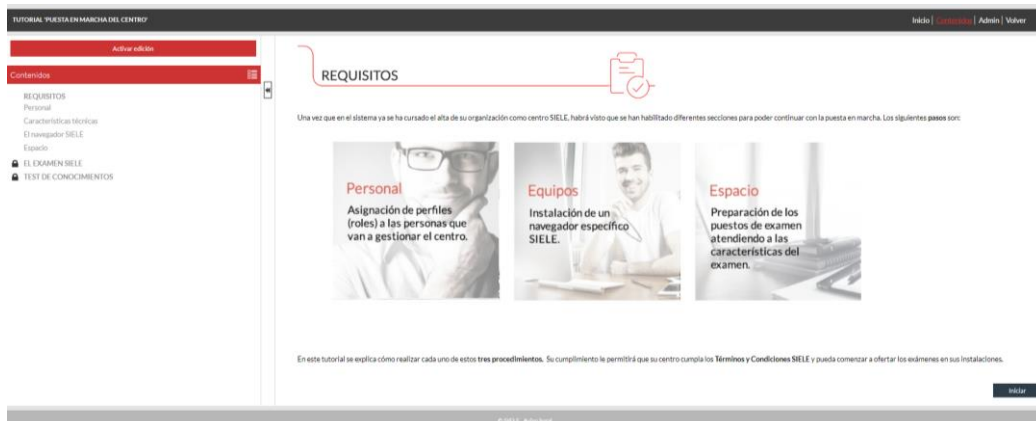 TUTORIAL 'PUESTA EN MARCHA DEL CENTRO'
Inicio | Contenidos | Admin | Volver
Activar edición
Contenidos
REQUISITOS
Personal
Características técnicas
El navegador SIELE
Espacio
EL EXAMEN SIELE
TEST DE CONOCIMIENTOS
REQUISITOS
Una vez que en el sistema ya se ha cursado el alta de su organización como centro SIELE, habrá visto que se han habilitado diferentes secciones para poder continuar con la puesta en marcha. Los siguientes pasos son:
Personal
Asignación de perfiles
(roles) a las personas que
van a gestionar el centro.
Equipos
Instalación de un
navegador específico
SIELE.
Espacio
Preparación de los
puestos de examen
atendiendo a las
características del
examen.
En este tutorial se explica cómo realizar cada uno de estos tres procedimientos. Su cumplimiento le permitirá que su centro cumpla los Términos y Condiciones SIELE y pueda comenzar a ofertar los exámenes en sus instalaciones.
Iniciar